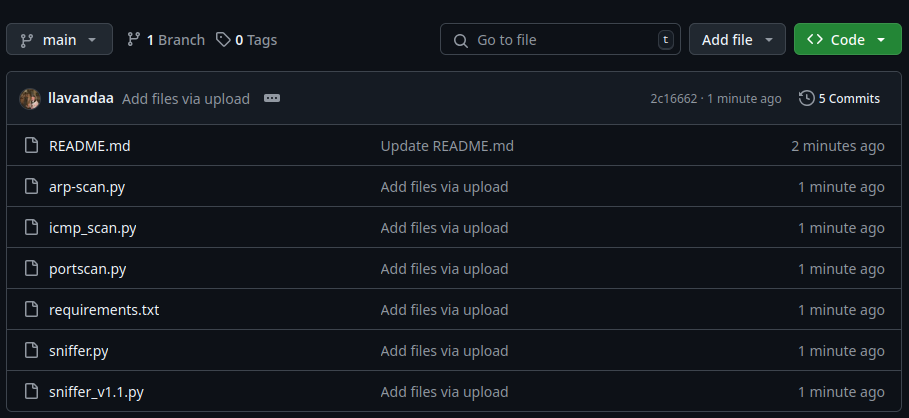 main 1 Branch 0 Tags Go to file t Add file Code
llavandaa Add files via upload 2c16662 · 1 minute ago 5 Commits
README.md Update README.md 2 minutes ago
arp-scan.py Add files via upload 1 minute ago
icmp_scan.py Add files via upload 1 minute ago
portscan.py Add files via upload 1 minute ago
requirements.txt Add files via upload 1 minute ago
sniffer.py Add files via upload 1 minute ago
sniffer_v1.1.py Add files via upload 1 minute ago